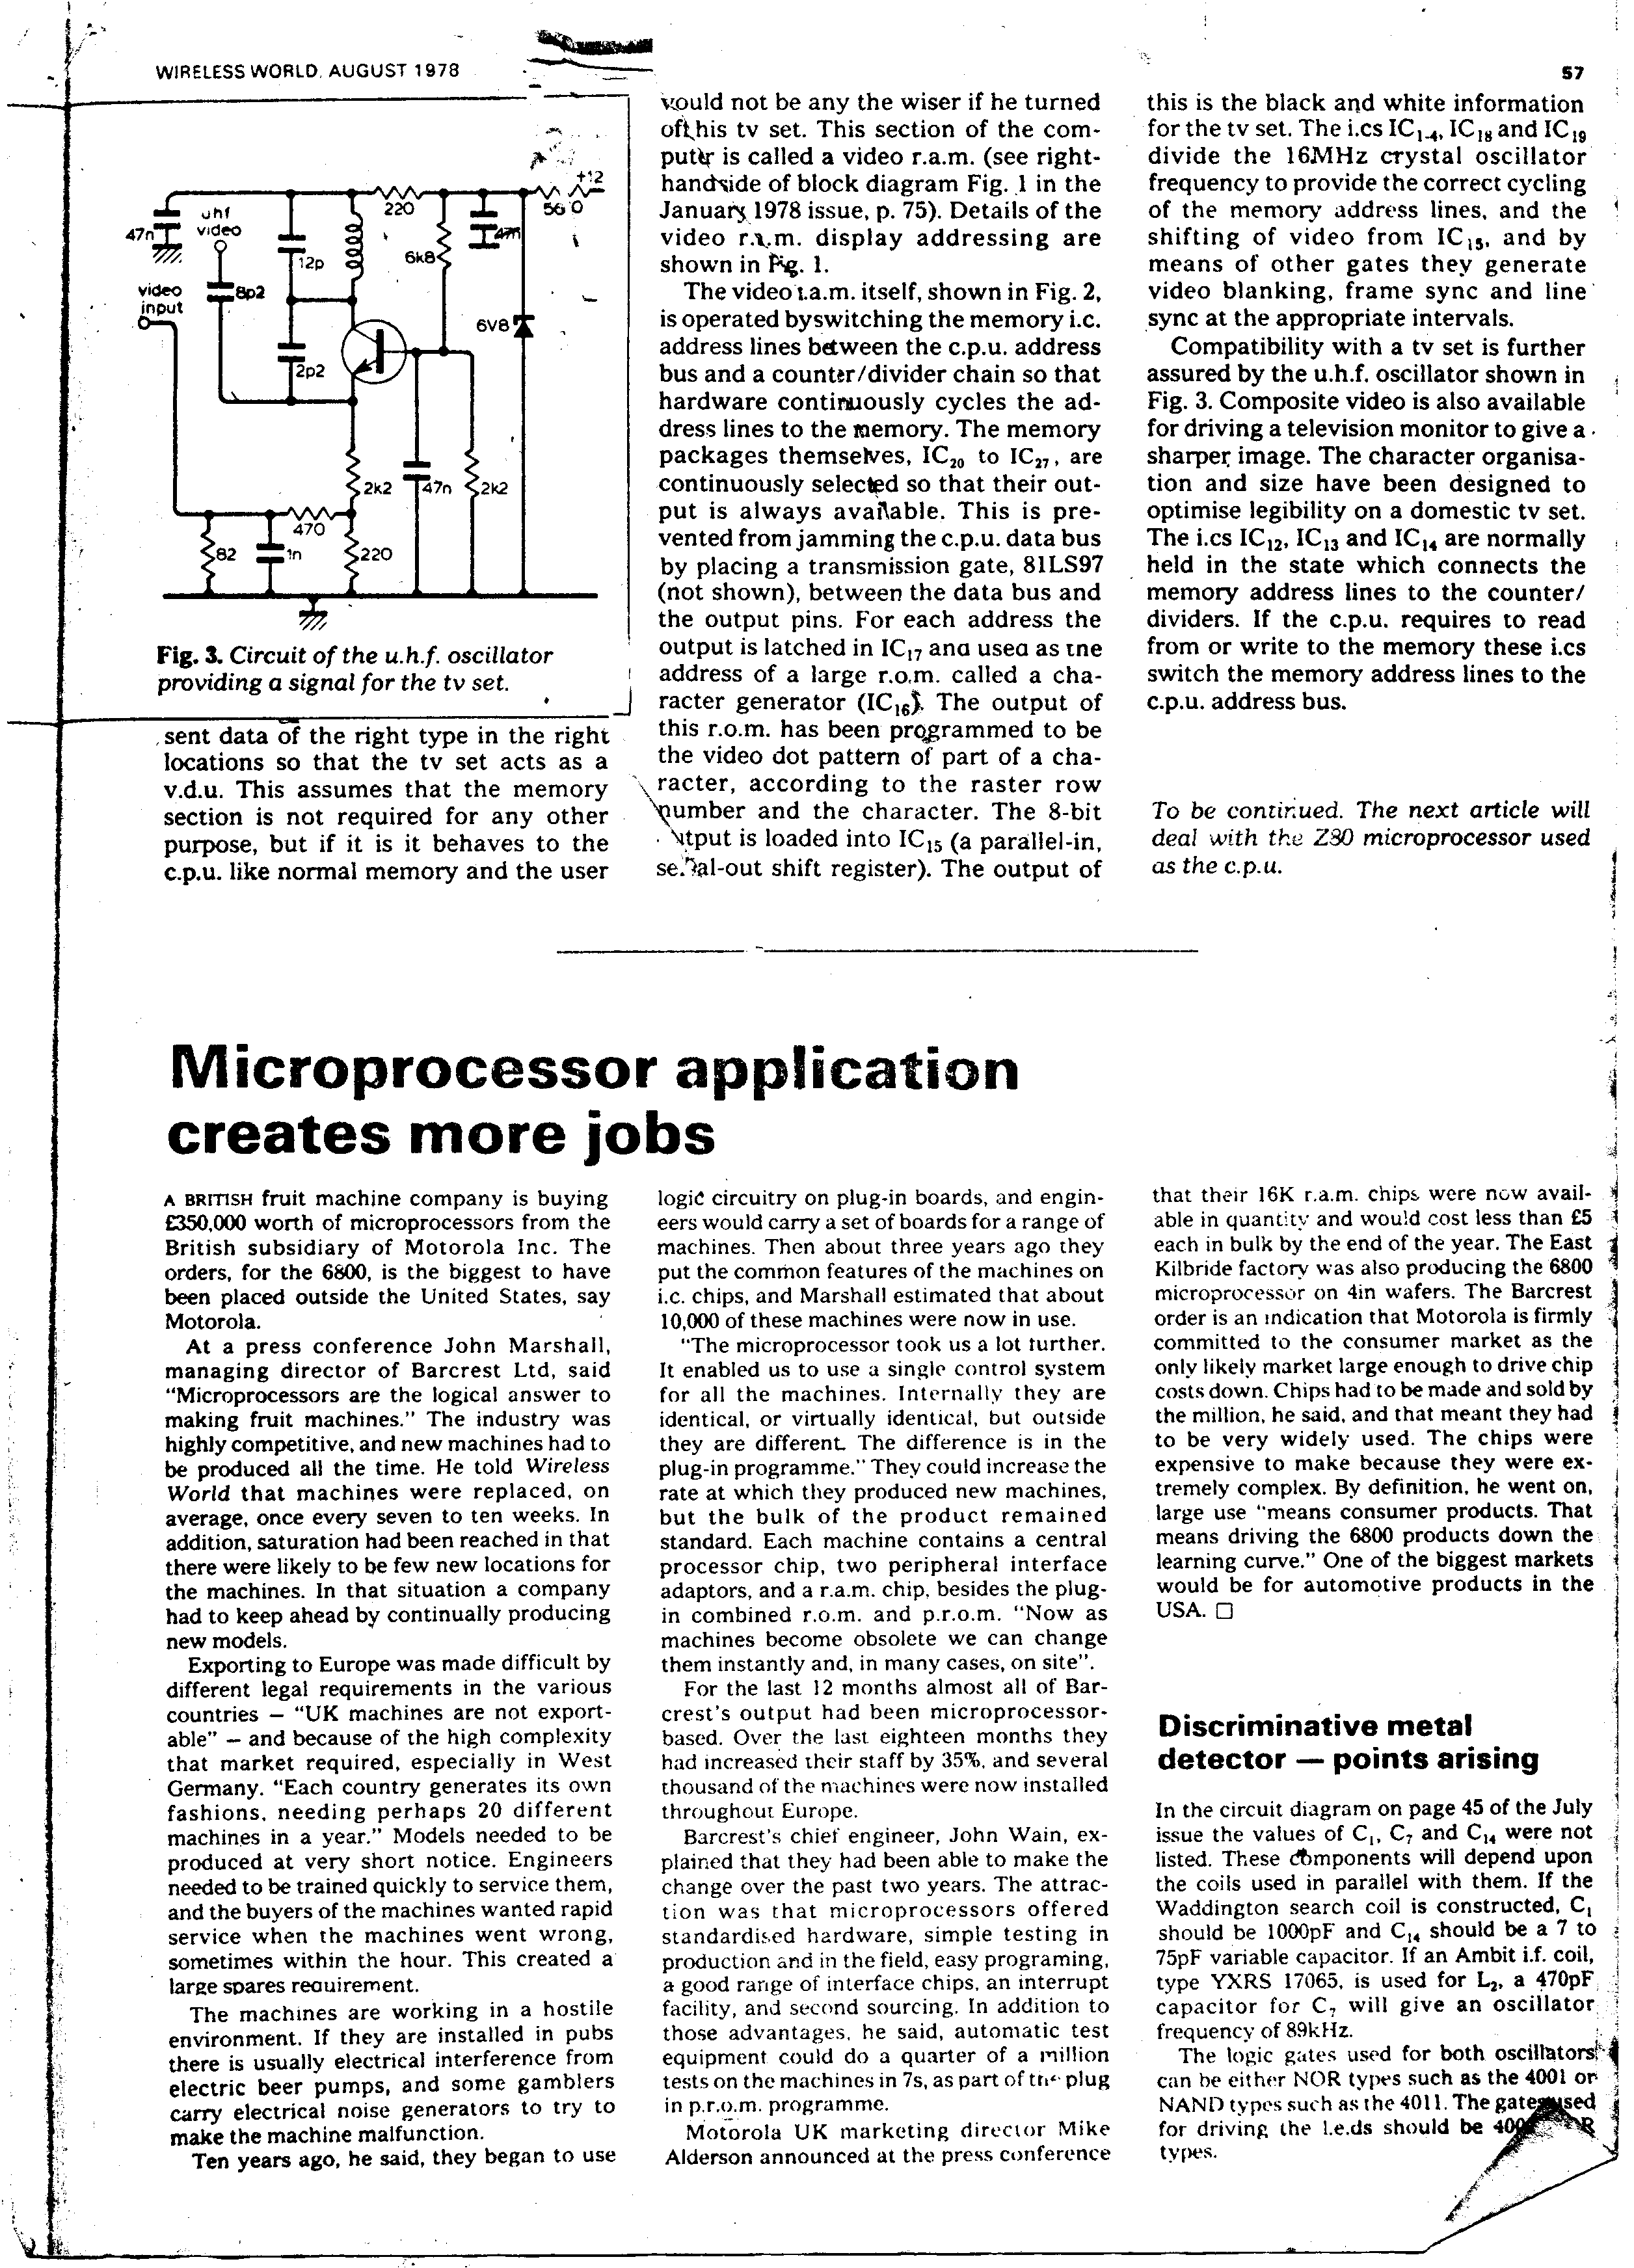 WIRELESS WORLD, AUGUST 1978
57
+12
220
560
47n
uhf
video
47n
12p
6k8
video
input
8p2
6V8
2p2
2k2
47n
2k2
470
82
1n
220
Fig. 3. Circuit of the u.h.f. oscillator
providing a signal for the tv set.
sent data of the right type in the right
locations so that the tv set acts as a
v.d.u. This assumes that the memory
section is not required for any other
purpose, but if it is it behaves to the
c.p.u. like normal memory and the user
would not be any the wiser if he turned
off his tv set. This section of the com-
puter is called a video r.a.m. (see right-
handside of block diagram Fig. 1 in the
January 1978 issue, p. 75). Details of the
video r.a.m. display addressing are
shown in Fig. 1.
The video r.a.m. itself, shown in Fig. 2,
is operated by switching the memory i.c.
address lines between the c.p.u. address
bus and a counter/divider chain so that
hardware continuously cycles the ad-
dress lines to the memory. The memory
packages themselves, IC20 to IC27, are
continuously selected so that their out-
put is always available. This is pre-
vented from jamming the c.p.u. data bus
by placing a transmission gate, 81LS97
(not shown), between the data bus and
the output pins. For each address the
output is latched in IC17 and used as the
address of a large r.o.m. called a cha-
racter generator (IC16). The output of
this r.o.m. has been programmed to be
the video dot pattern of part of a cha-
racter, according to the raster row
number and the character. The 8-bit
output is loaded into IC15 (a parallel-in,
serial-out shift register). The output of
this is the black and white information
for the tv set. The i.cs IC1-4, IC18 and IC19
divide the 16MHz crystal oscillator
frequency to provide the correct cycling
of the memory address lines, and the
shifting of video from IC15, and by
means of other gates they generate
video blanking, frame sync and line
sync at the appropriate intervals.
Compatibility with a tv set is further
assured by the u.h.f. oscillator shown in
Fig. 3. Composite video is also available
for driving a television monitor to give a
sharper image. The character organisa-
tion and size have been designed to
optimise legibility on a domestic tv set.
The i.cs IC12, IC13 and IC14 are normally
held in the state which connects the
memory address lines to the counter/
dividers. If the c.p.u. requires to read
from or write to the memory these i.cs
switch the memory address lines to the
c.p.u. address bus.
To be continued. The next article will
deal with the Z80 microprocessor used
as the c.p.u.
Microprocessor application
creates more jobs
A BRITISH fruit machine company is buying
£350,000 worth of microprocessors from the
British subsidiary of Motorola Inc. The
orders, for the 6800, is the biggest to have
been placed outside the United States, say
Motorola.
At a press conference John Marshall,
managing director of Barcrest Ltd, said
"Microprocessors are the logical answer to
making fruit machines." The industry was
highly competitive, and new machines had to
be produced all the time. He told Wireless
World that machines were replaced, on
average, once every seven to ten weeks. In
addition, saturation had been reached in that
there were likely to be few new locations for
the machines. In that situation a company
had to keep ahead by continually producing
new models.
Exporting to Europe was made difficult by
different legal requirements in the various
countries — "UK machines are not export-
able" — and because of the high complexity
that market required, especially in West
Germany. "Each country generates its own
fashions, needing perhaps 20 different
machines in a year." Models needed to be
produced at very short notice. Engineers
needed to be trained quickly to service them,
and the buyers of the machines wanted rapid
service when the machines went wrong,
sometimes within the hour. This created a
large spares requirement.
The machines are working in a hostile
environment. If they are installed in pubs
there is usually electrical interference from
electric beer pumps, and some gamblers
carry electrical noise generators to try to
make the machine malfunction.
Ten years ago, he said, they began to use
logic circuitry on plug-in boards, and engin-
eers would carry a set of boards for a range of
machines. Then about three years ago they
put the common features of the machines on
i.c. chips, and Marshall estimated that about
10,000 of these machines were now in use.
"The microprocessor took us a lot further.
It enabled us to use a single control system
for all the machines. Internally they are
identical, or virtually identical, but outside
they are different. The difference is in the
plug-in programme." They could increase the
rate at which they produced new machines,
but the bulk of the product remained
standard. Each machine contains a central
processor chip, two peripheral interface
adaptors, and a r.a.m. chip, besides the plug-
in combined r.o.m. and p.r.o.m. "Now as
machines become obsolete we can change
them instantly and, in many cases, on site".
For the last 12 months almost all of Bar-
crest's output had been microprocessor-
based. Over the last eighteen months they
had increased their staff by 35%, and several
thousand of the machines were now installed
throughout Europe.
Barcrest's chief engineer, John Wain, ex-
plained that they had been able to make the
change over the past two years. The attrac-
tion was that microprocessors offered
standardised hardware, simple testing in
production and in the field, easy programing,
a good range of interface chips, an interrupt
facility, and second sourcing. In addition to
those advantages, he said, automatic test
equipment could do a quarter of a million
tests on the machines in 7s, as part of the plug
in p.r.o.m. programme.
Motorola UK marketing director Mike
Alderson announced at the press conference
that their 16K r.a.m. chips were now avail-
able in quantity and would cost less than £5
each in bulk by the end of the year. The East
Kilbride factory was also producing the 6800
microprocessor on 4in wafers. The Barcrest
order is an indication that Motorola is firmly
committed to the consumer market as the
only likely market large enough to drive chip
costs down. Chips had to be made and sold by
the million, he said, and that meant they had
to be very widely used. The chips were
expensive to make because they were ex-
tremely complex. By definition, he went on,
large use "means consumer products. That
means driving the 6800 products down the
learning curve." One of the biggest markets
would be for automotive products in the
USA. □
Discriminative metal
detector — points arising
In the circuit diagram on page 45 of the July
issue the values of C1, C7 and C14 were not
listed. These components will depend upon
the coils used in parallel with them. If the
Waddington search coil is constructed, C1
should be 1000pF and C14 should be a 7 to
75pF variable capacitor. If an Ambit i.f. coil,
type YXRS 17065, is used for L2, a 470pF
capacitor for C7 will give an oscillator
frequency of 89kHz.
The logic gates used for both oscillators
can be either NOR types such as the 4001 or
NAND types such as the 4011. The gates used
for driving the l.e.ds should be
types.